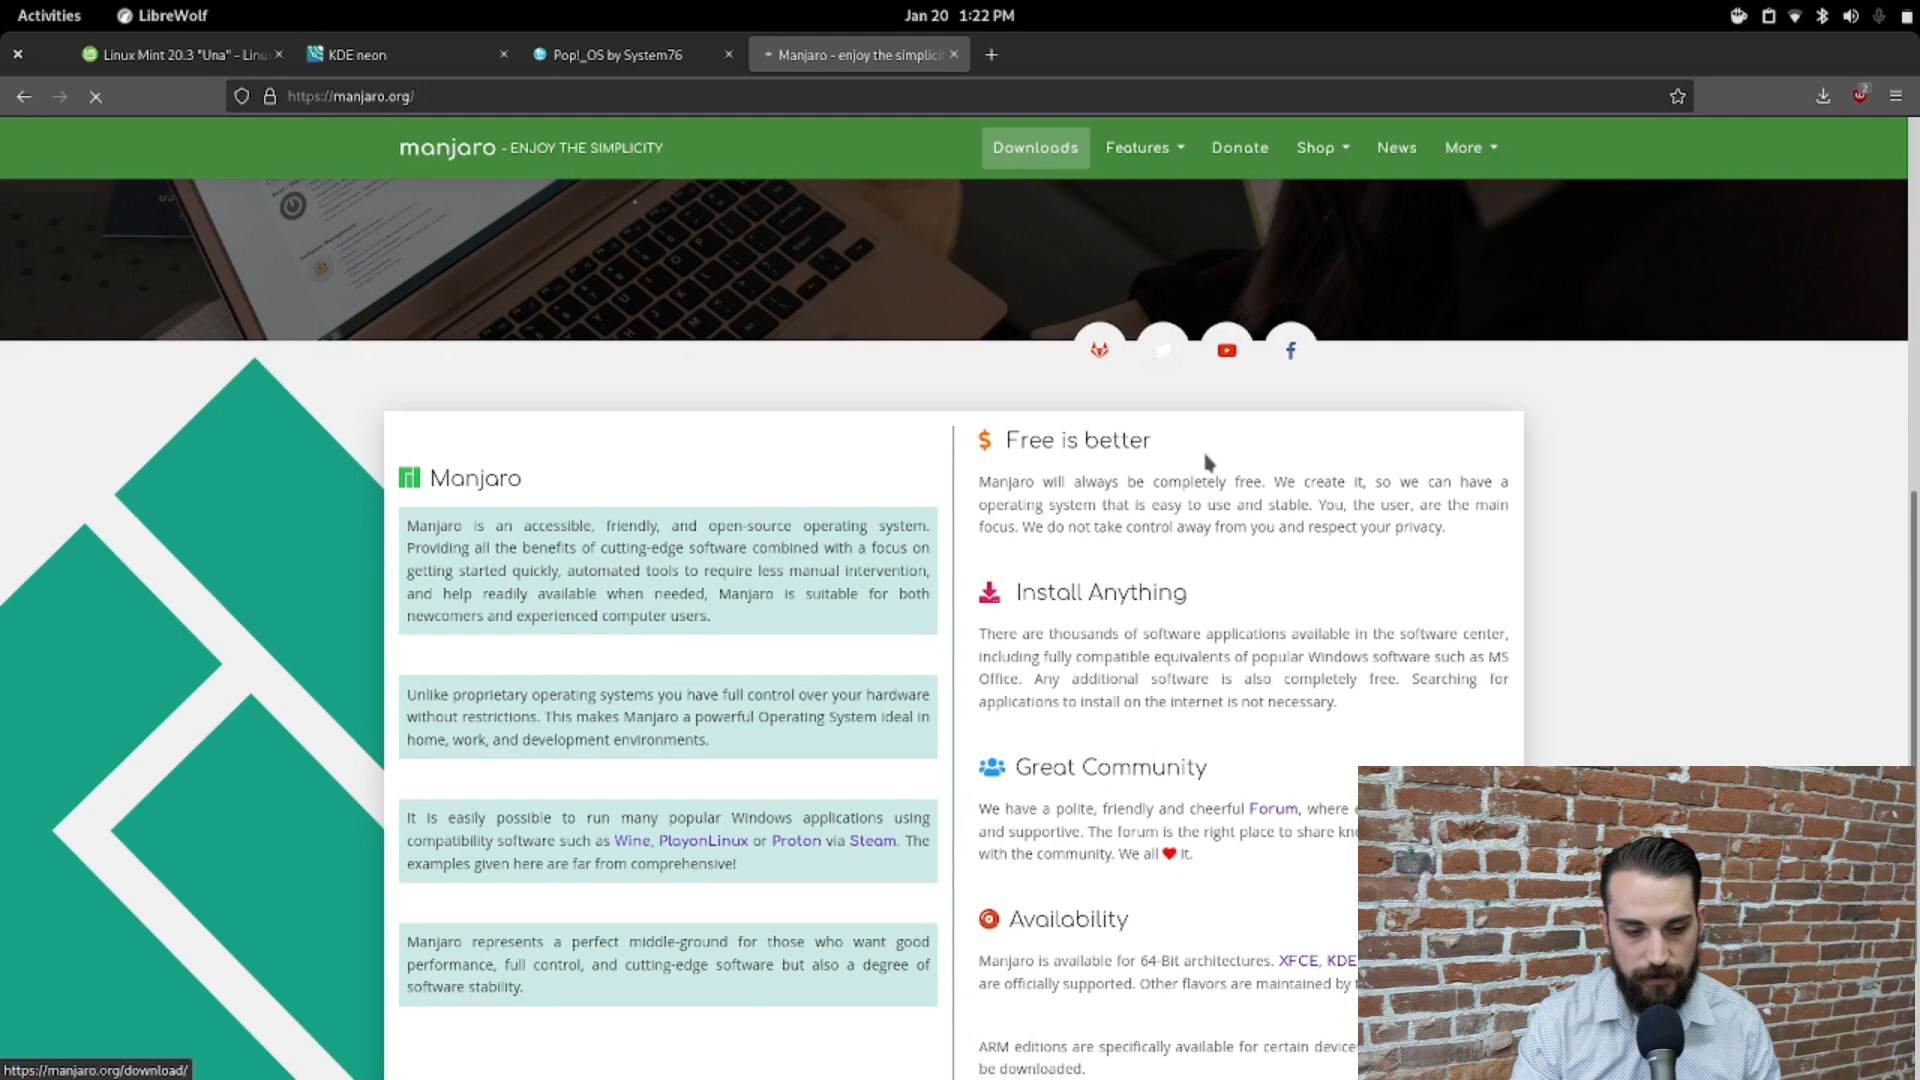 Activities
LibreWolf
Jan 20 1:22 PM
Linux Mint 20.3 "Una" - Linu
KDE neon
Pop!_OS by System76
Manjaro - enjoy the simplicit
https://manjaro.org/
2
manjaro - ENJOY THE SIMPLICITY
Downloads
Features
Donate
Shop
News
More
Manjaro
Manjaro is an accessible, friendly, and open-source operating system.
Providing all the benefits of cutting-edge software combined with a focus on
getting started quickly, automated tools to require less manual intervention,
and help readily available when needed, Manjaro is suitable for both
newcomers and experienced computer users.
Unlike proprietary operating systems you have full control over your hardware
without restrictions. This makes Manjaro a powerful Operating System ideal in
home, work, and development environments.
It is easily possible to run many popular Windows applications using
compatibility software such as Wine, PlayonLinux or Proton via Steam. The
examples given here are far from comprehensive!
Manjaro represents a perfect middle-ground for those who want good
performance, full control, and cutting-edge software but also a degree of
software stability.
$ Free is better
Manjaro will always be completely free. We create it, so we can have a
operating system that is easy to use and stable. You, the user, are the main
focus. We do not take control away from you and respect your privacy.
Install Anything
There are thousands of software applications available in the software center,
including fully compatible equivalents of popular Windows software such as MS
Office. Any additional software is also completely free. Searching for
applications to install on the internet is not necessary.
Great Community
We have a polite, friendly and cheerful Forum, where
and supportive. The forum is the right place to share
with the community. We all ❤ it.
Availability
Manjaro is available for 64-Bit architectures. XFCE, KDE
are officially supported. Other flavors are maintained by
ARM editions are specifically available for certain device
be downloaded.
https://manjaro.org/download/